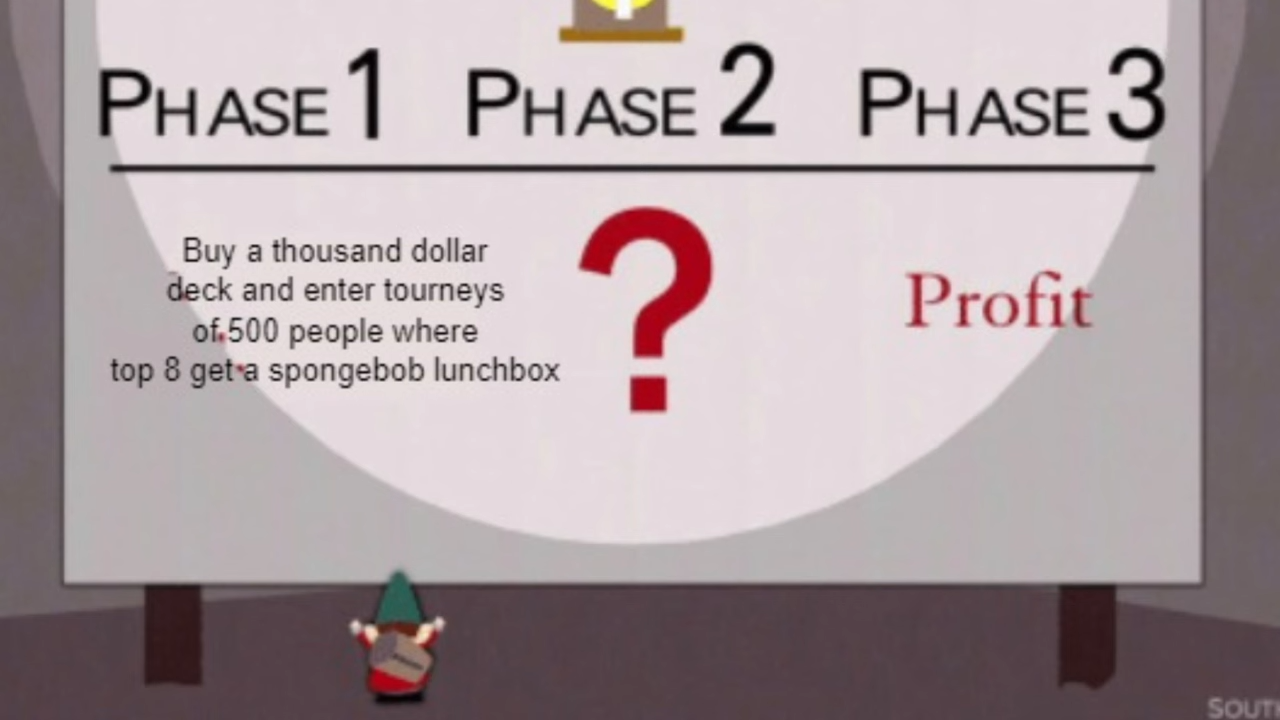 Phase 1 Phase 2 Phase 3
Buy a thousand dollar
deck and enter tourneys
of 500 people where
top 8 get a spongebob lunchbox
?
Profit